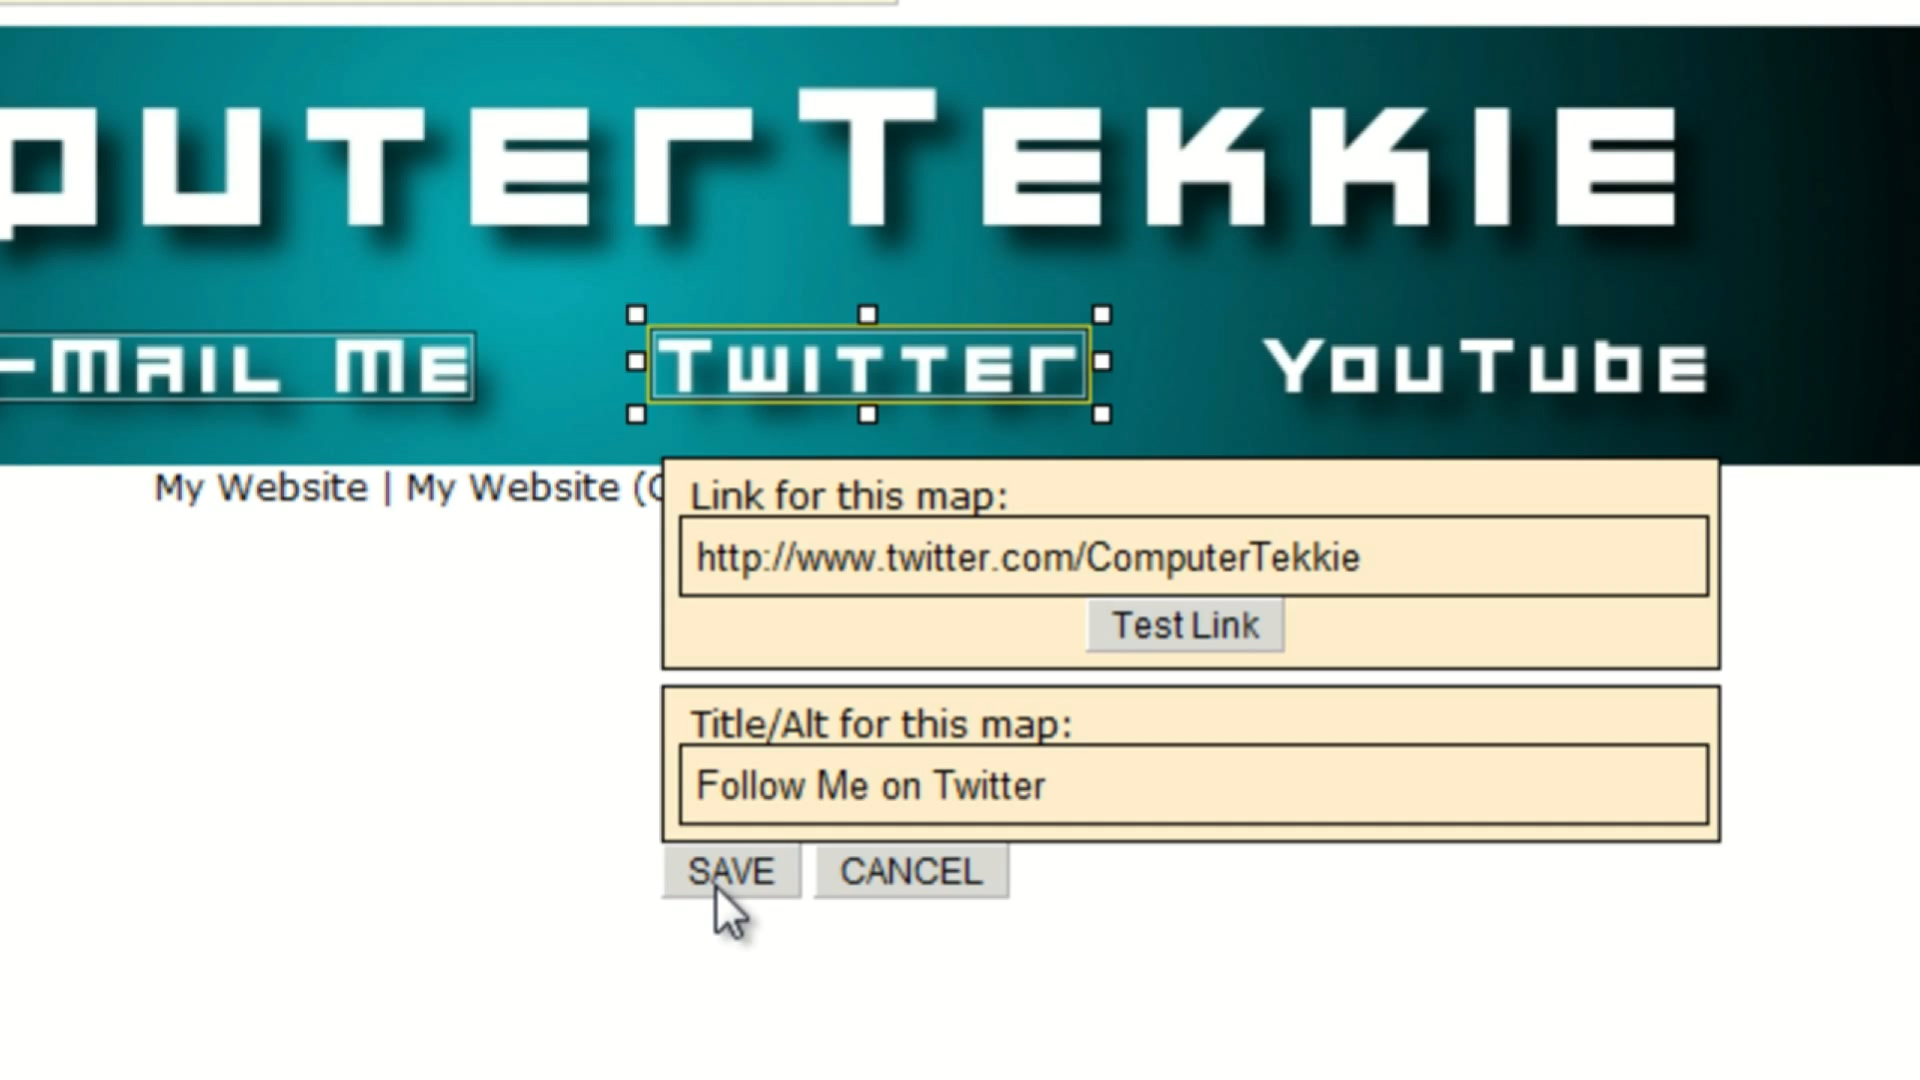 puterTekkie
-Mail Me Twitter YouTube
My Website | My Website (
Link for this map:
http://www.twitter.com/ComputerTekkie
Test Link
Title/Alt for this map:
Follow Me on Twitter
SAVE CANCEL